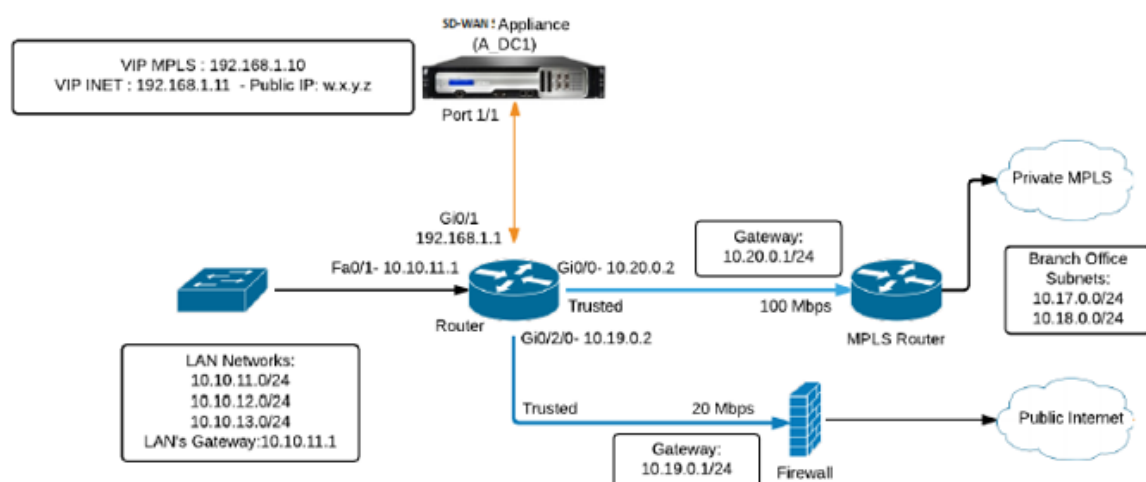 SD-WAN! Appliance
(A_DC1)
VIP MPLS : 192.168.1.10
VIP INET : 192.168.1.11 - Public IP: w.x.y.z
Port 1/1
Private MPLS
Gi0/1
192.168.1.1
Gateway:
10.20.0.1/24
Fa0/1- 10.10.11.1
Gi0/0- 10.20.0.2
Branch Office
Subnets:
10.17.0.0/24
10.18.0.0/24
Router
Trusted
100 Mbps
MPLS Router
Gi0/2/0- 10.19.0.2
LAN Networks:
10.10.11.0/24
10.10.12.0/24
10.10.13.0/24
LAN's Gateway:10.10.11.1
Trusted
20 Mbps
Public Internet
Gateway:
10.19.0.1/24
Firewall